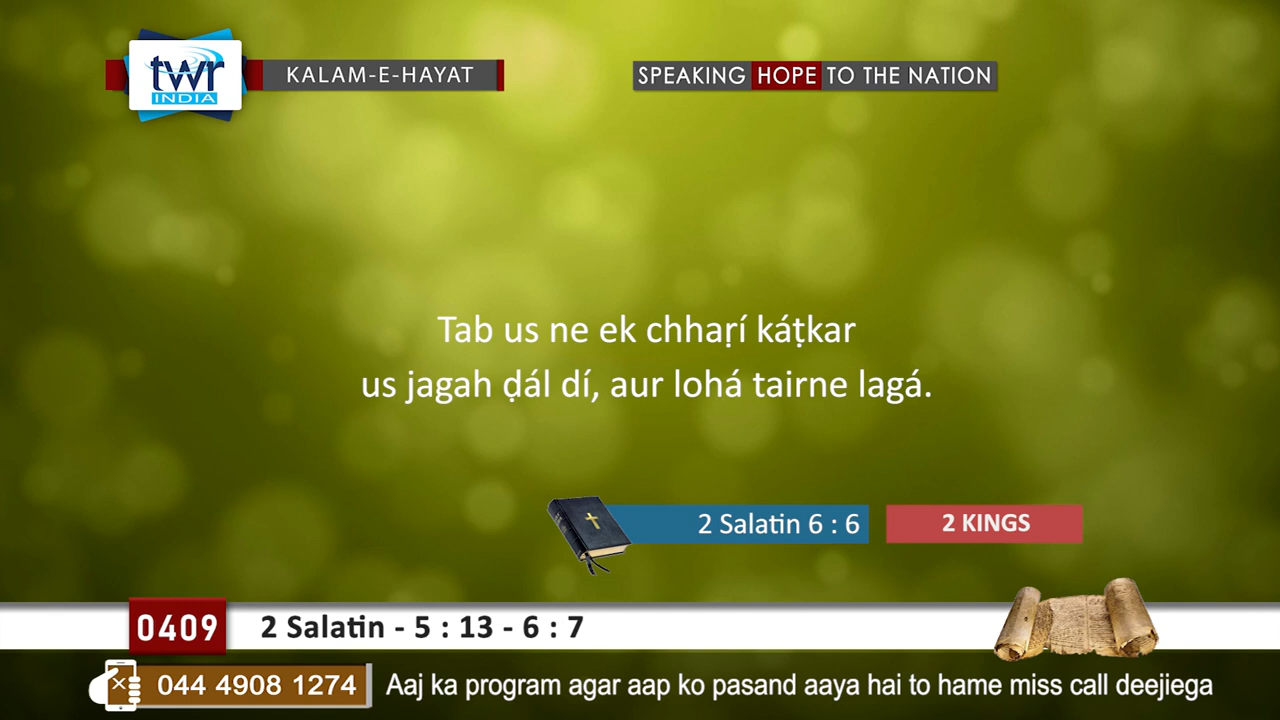 twr
INDIA
KALAM-E-HAYAT
SPEAKING HOPE TO THE NATION
Tab us ne ek chhaṛí káṭkar
us jagah ḍál dí, aur lohá tairne lagá.
2 Salatin 6 : 6
2 KINGS
0409
2 Salatin - 5 : 13 - 6 : 7
044 4908 1274
Aaj ka program agar aap ko pasand aaya hai to hame miss call deejiega